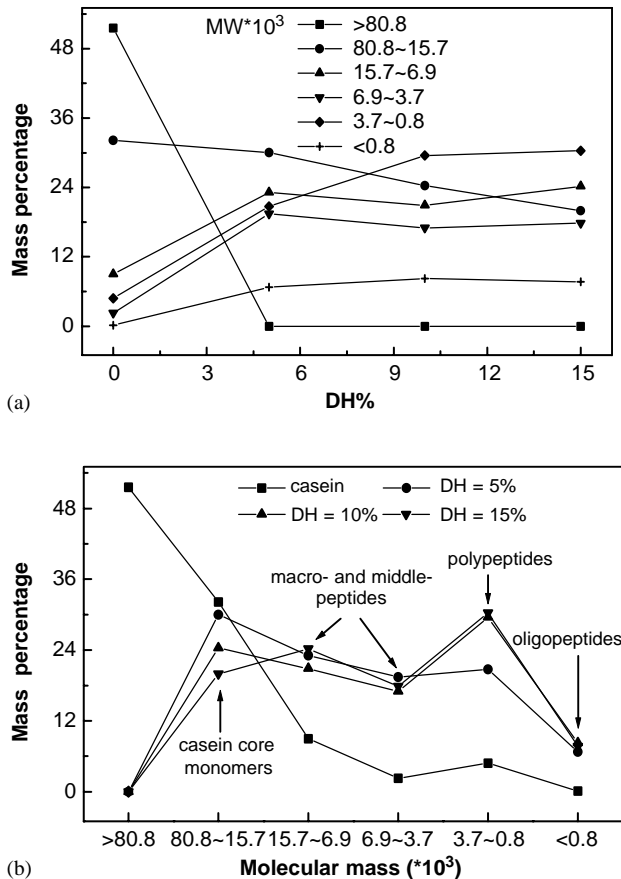 MW*10³
>80.8
80.8~15.7
15.7~6.9
6.9~3.7
3.7~0.8
<0.8
48
36
24
12
0
Mass percentage
0 3 6 9 12 15
DH%
(a)
casein DH = 5%
DH = 10% DH = 15%
macro- and middle-
peptides
polypeptides
oligopeptides
casein core
monomers
48
36
24
12
0
Mass percentage
>80.8 80.8~15.7 15.7~6.9 6.9~3.7 3.7~0.8 <0.8
Molecular mass (*10³)
(b)